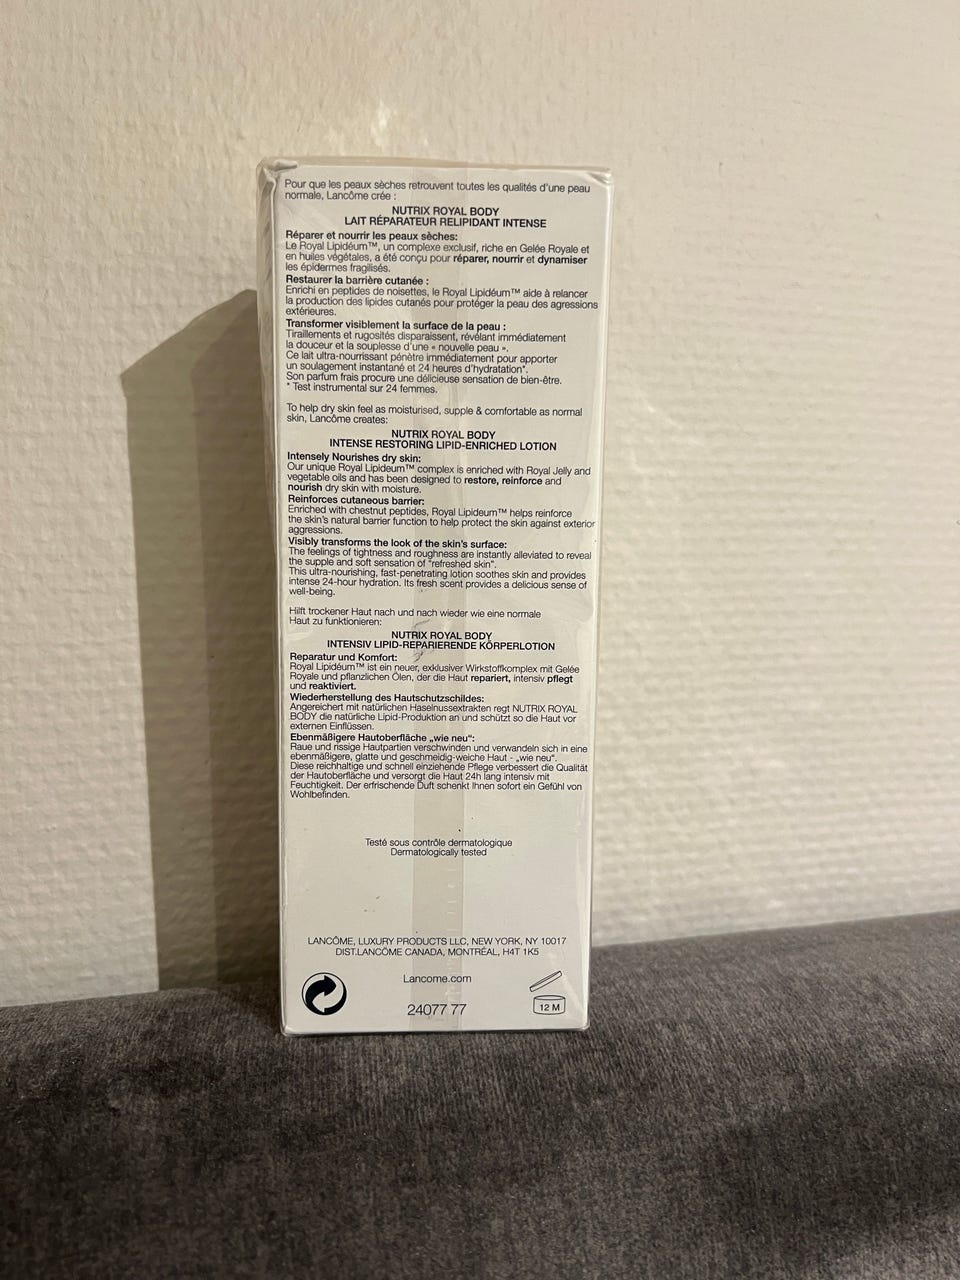 Pour que les peaux sèches retrouvent toutes les qualités d'une peau
normale, Lancôme crée :
NUTRIX ROYAL BODY
LAIT RÉPARATEUR RELIPIDANT INTENSE
Réparer et nourrir les peaux sèches:
Le Royal Lipidéum™, un complexe exclusif, riche en Gelée Royale et
en huiles végétales, a été conçu pour réparer, nourrir et dynamiser
les épidermes fragilisés.
Restaurer la barrière cutanée :
Enrichi en peptides de noisettes, le Royal Lipidéum™ aide à relancer
la production des lipides cutanés pour protéger la peau des agressions
extérieures.
Transformer visiblement la surface de la peau :
Tiraillements et rugosités disparaissent, révélant immédiatement
la douceur et la souplesse d'une « nouvelle peau ».
Ce lait ultra-nourrissant pénètre immédiatement pour apporter
un soulagement instantané et 24 heures d'hydratation*.
Son parfum frais procure une délicieuse sensation de bien-être.
* Test instrumental sur 24 femmes.
To help dry skin feel as moisturised, supple & comfortable as normal
skin, Lancôme creates:
NUTRIX ROYAL BODY
INTENSE RESTORING LIPID-ENRICHED LOTION
Intensely Nourishes dry skin:
Our unique Royal Lipideum™ complex is enriched with Royal Jelly and
vegetable oils and has been designed to restore, reinforce and
nourish dry skin with moisture.
Reinforces cutaneous barrier:
Enriched with chestnut peptides, Royal Lipideum™ helps reinforce
the skin's natural barrier function to help protect the skin against exterior
aggressions.
Visibly transforms the look of the skin's surface:
The feelings of tightness and roughness are instantly alleviated to reveal
the supple and soft sensation of "refreshed skin".
This ultra-nourishing, fast-penetrating lotion soothes skin and provides
intense 24-hour hydration. Its fresh scent provides a delicious sense of
well-being.
Hilft trockener Haut nach und nach wieder wie eine normale
Haut zu funktionieren:
NUTRIX ROYAL BODY
INTENSIV LIPID-REPARIERENDE KÖRPERLOTION
Reparatur und Komfort:
Royal Lipidéum™ ist ein neuer, exklusiver Wirkstoffkomplex mit Gelée
Royale und pflanzlichen Ölen, der die Haut repariert, intensiv pflegt
und reaktiviert.
Wiederherstellung des Hautschutzschildes:
Angereichert mit natürlichen Haselnussextrakten regt NUTRIX ROYAL
BODY die natürliche Lipid-Produktion an und schützt so die Haut vor
externen Einflüssen.
Ebenmäßigere Hautoberfläche „wie neu":
Raue und rissige Hautpartien verschwinden und verwandeln sich in eine
ebenmäßigere, glatte und geschmeidig-weiche Haut - „wie neu".
Diese reichhaltige und schnell einziehende Pflege verbessert die Qualität
der Hautoberfläche und versorgt die Haut 24h lang intensiv mit
Feuchtigkeit. Der erfrischende Duft schenkt Ihnen sofort ein Gefühl von
Wohlbefinden.
Testé sous contrôle dermatologique
Dermatologically tested
LANCÔME, LUXURY PRODUCTS LLC, NEW YORK, NY 10017
DIST.LANCÔME CANADA, MONTRÉAL, H4T 1K5
Lancome.com
24077 77
12 M